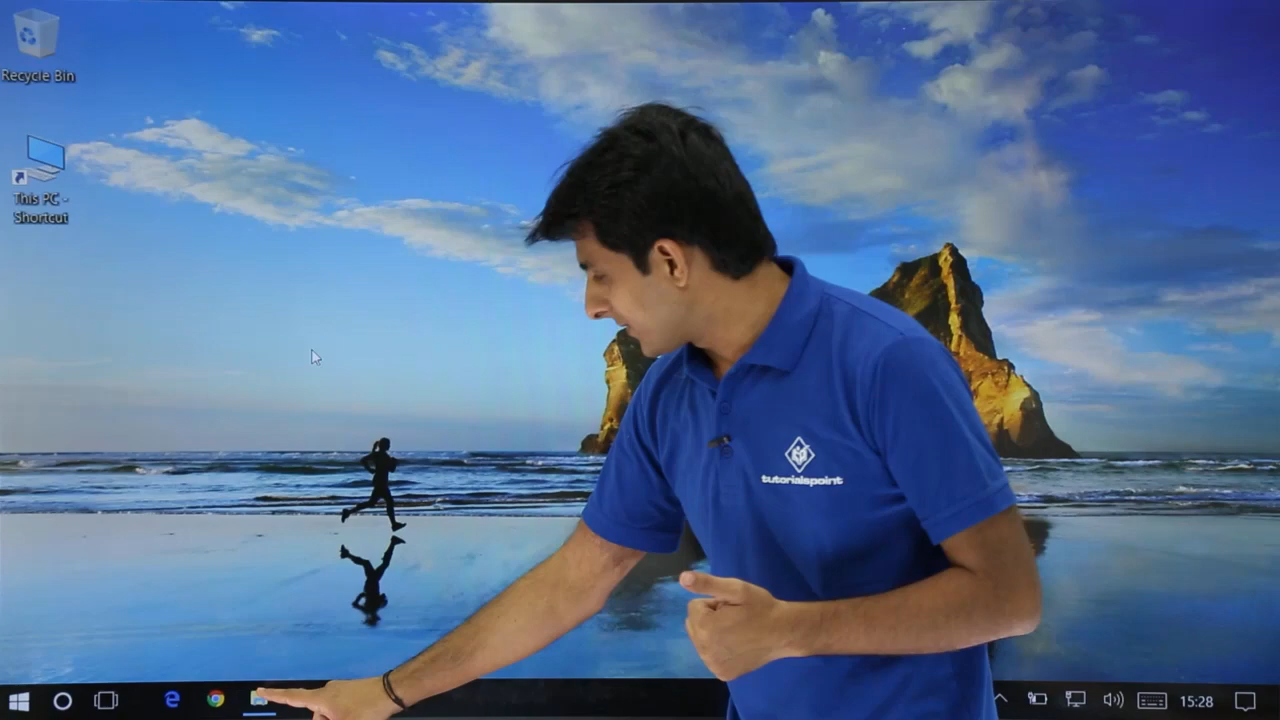 Recycle Bin
This PC -
Shortcut
tutorialspoint
15:28